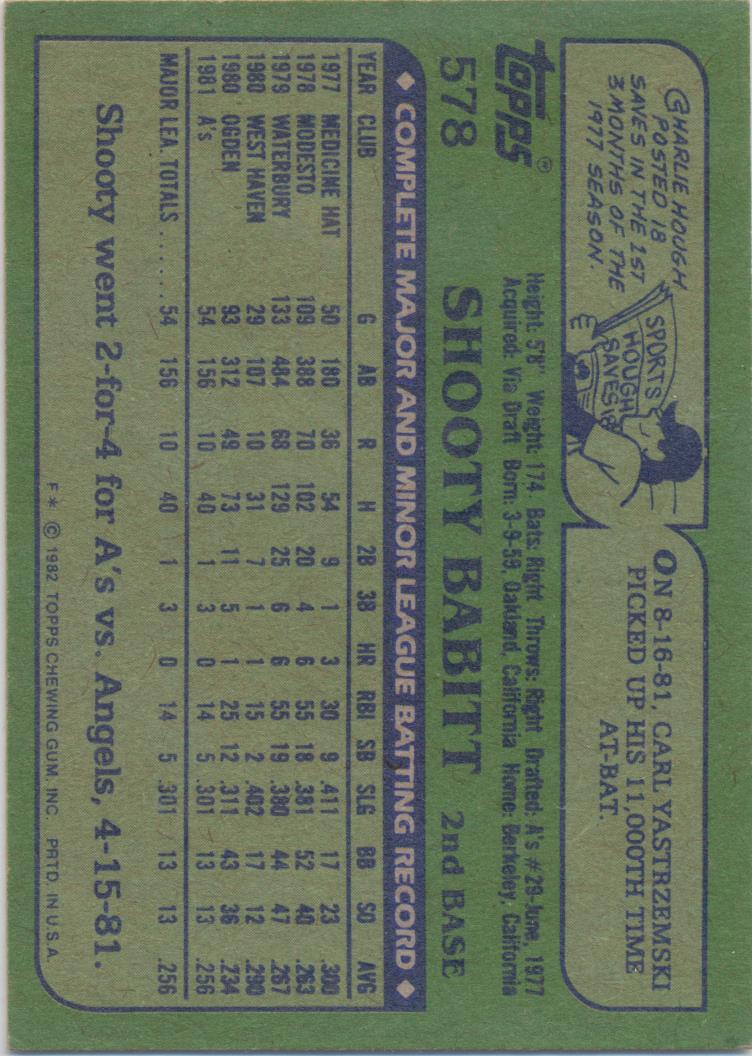 CHARLIE HOUGH
POSTED 18
SAVES IN THE 1ST
3 MONTHS OF THE
1977 SEASON.
SPORTS
HOUGH
SAVES 18
ON 8-16-81, CARL YASTRZEMSKI
PICKED UP HIS 11,000TH TIME
AT-BAT.
topps®
578
Height: 5'8" Weight: 174 Bats: Right Throws: Right Drafted: A's #29-June, 1977
Acquired: Via Draft Born: 3-9-59, Oakland, California Home: Berkeley, California
SHOOTY BABITT 2nd BASE
◆ COMPLETE MAJOR AND MINOR LEAGUE BATTING RECORD ◆
YEAR CLUB G AB R H 2B 3B HR RBI SB SLG BB SO AVG
1977 MEDICINE HAT 50 180 36 54 9 1 3 30 9 .411 17 23 .300
1978 MODESTO 109 388 70 102 20 4 6 55 18 .381 52 40 .263
1979 WATERBURY 133 484 68 129 25 6 6 55 19 .380 44 47 .267
1980 WEST HAVEN 29 107 10 31 7 1 1 15 2 .402 17 12 .290
1980 OGDEN 93 312 49 73 11 5 1 25 12 .311 43 36 .234
1981 A's 54 156 10 40 1 3 0 14 5 .301 13 13 .256
MAJOR LEA. TOTALS . . . . . . 54 156 10 40 1 3 0 14 5 .301 13 13 .256
Shooty went 2-for-4 for A's vs. Angels, 4-15-81.
F* © 1982 TOPPS CHEWING GUM, INC. PRTD. IN U.S.A.